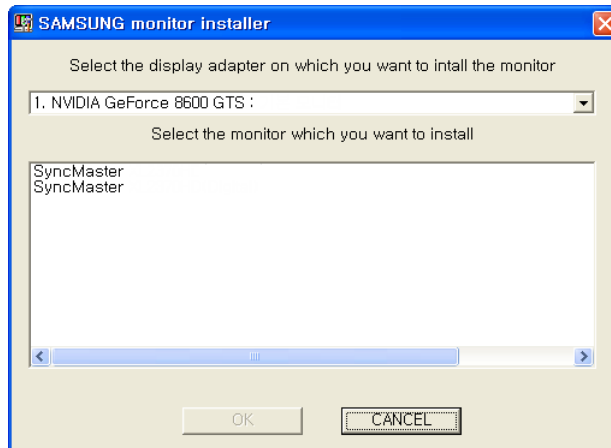 SAMSUNG monitor installer
Select the display adapter on which you want to intall the monitor
1. NVIDIA GeForce 8600 GTS :
Select the monitor which you want to install
SyncMaster
SyncMaster
OK
CANCEL